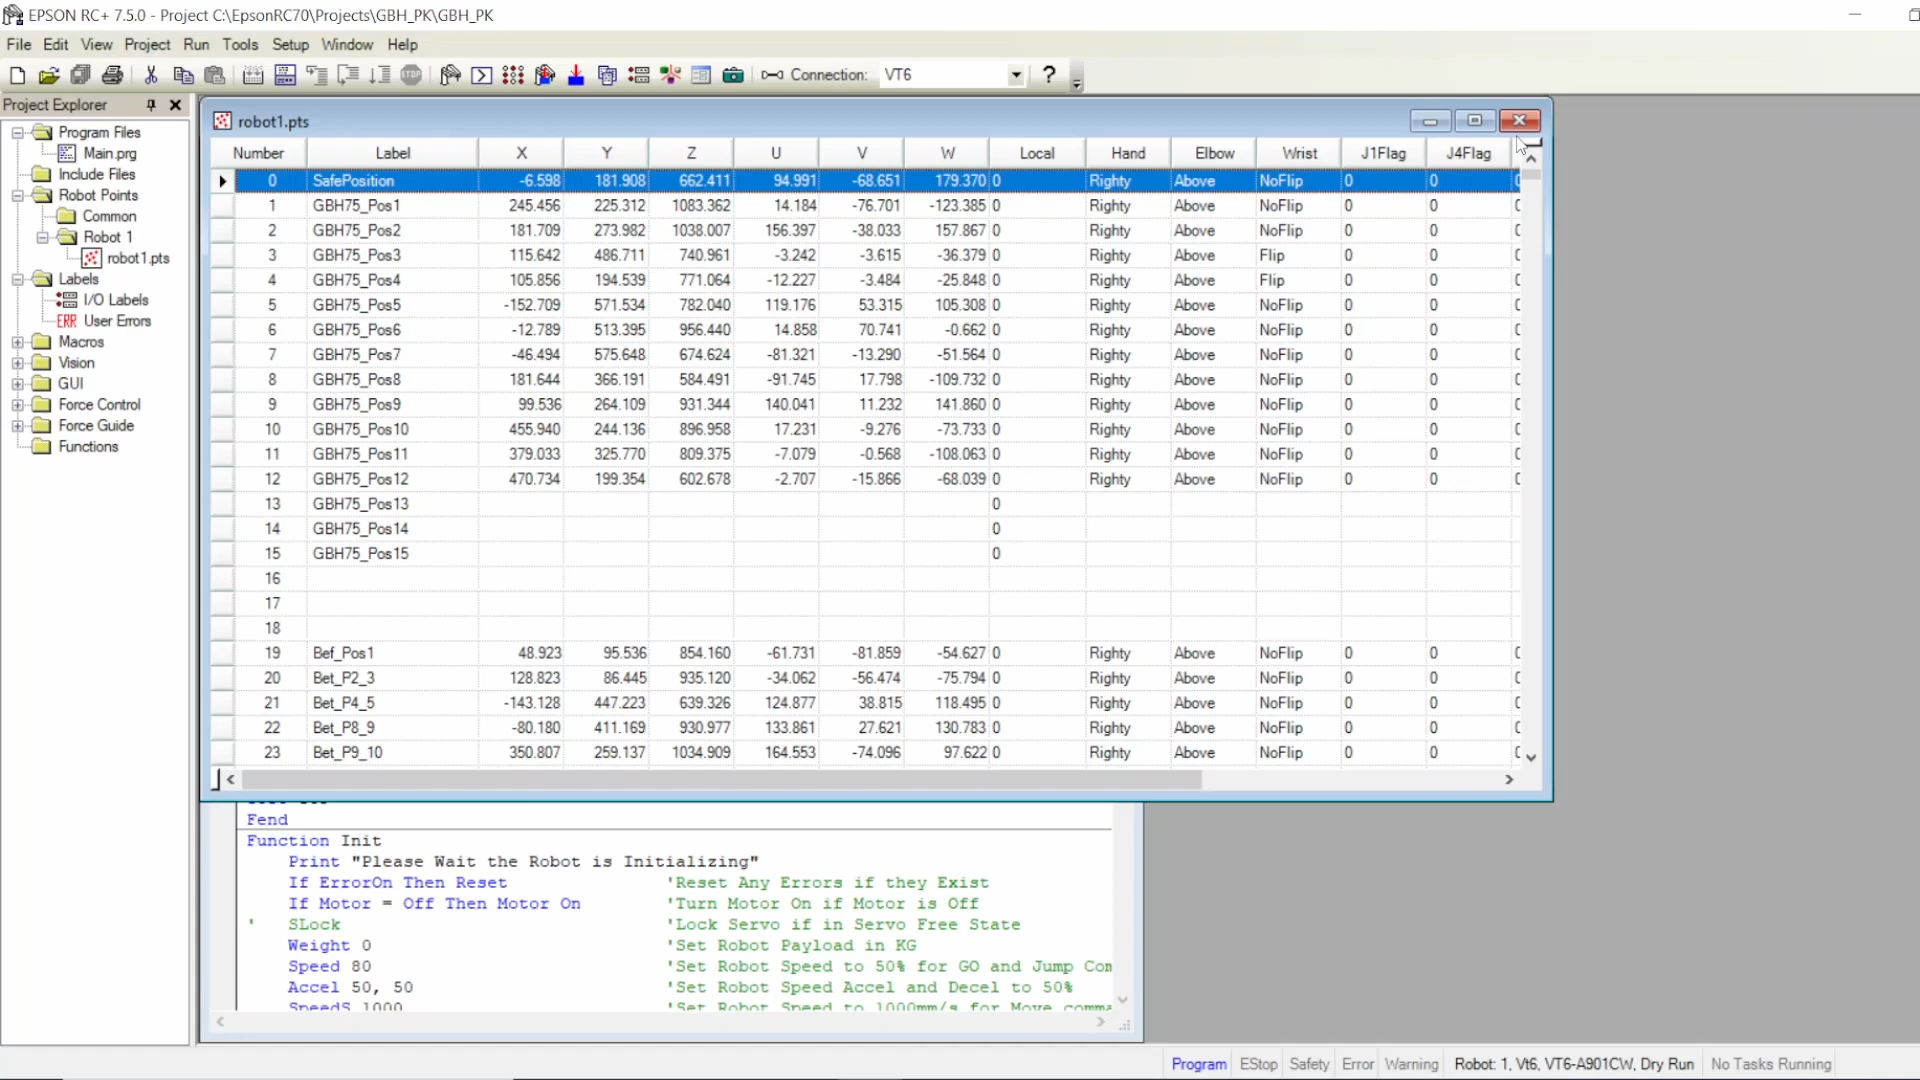 EPSON RC+ 7.5.0 - Project C:\EpsonRC70\Projects\GBH_PK\GBH_PK
File Edit View Project Run Tools Setup Window Help
STOP Connection: VT6 ?
Project Explorer
Program Files
Main.prg
Include Files
Robot Points
Common
Robot 1
robot1.pts
Labels
I/O Labels
ERR User Errors
Macros
Vision
GUI
Force Control
Force Guide
Functions
robot1.pts
Number Label X Y Z U V W Local Hand Elbow Wrist J1Flag J4Flag
0 SafePosition -6.598 181.908 662.411 94.991 -68.651 179.370 0 Righty Above NoFlip 0 0
1 GBH75_Pos1 245.456 225.312 1083.362 14.184 -76.701 -123.385 0 Righty Above NoFlip 0 0
2 GBH75_Pos2 181.709 273.982 1038.007 156.397 -38.033 157.867 0 Righty Above NoFlip 0 0
3 GBH75_Pos3 115.642 486.711 740.961 -3.242 -3.615 -36.379 0 Righty Above Flip 0 0
4 GBH75_Pos4 105.856 194.539 771.064 -12.227 -3.484 -25.848 0 Righty Above Flip 0 0
5 GBH75_Pos5 -152.709 571.534 782.040 119.176 53.315 105.308 0 Righty Above NoFlip 0 0
6 GBH75_Pos6 -12.789 513.395 956.440 14.858 70.741 -0.662 0 Righty Above NoFlip 0 0
7 GBH75_Pos7 -46.494 575.648 674.624 -81.321 -13.290 -51.564 0 Righty Above NoFlip 0 0
8 GBH75_Pos8 181.644 366.191 584.491 -91.745 17.798 -109.732 0 Righty Above NoFlip 0 0
9 GBH75_Pos9 99.536 264.109 931.344 140.041 11.232 141.860 0 Righty Above NoFlip 0 0
10 GBH75_Pos10 455.940 244.136 896.958 17.231 -9.276 -73.733 0 Righty Above NoFlip 0 0
11 GBH75_Pos11 379.033 325.770 809.375 -7.079 -0.568 -108.063 0 Righty Above NoFlip 0 0
12 GBH75_Pos12 470.734 199.354 602.678 -2.707 -15.866 -68.039 0 Righty Above NoFlip 0 0
13 GBH75_Pos13 0
14 GBH75_Pos14 0
15 GBH75_Pos15 0
16
17
18
19 Bef_Pos1 48.923 95.536 854.160 -61.731 -81.859 -54.627 0 Righty Above NoFlip 0 0
20 Bet_P2_3 128.823 86.445 935.120 -34.062 -56.474 -75.794 0 Righty Above NoFlip 0 0
21 Bet_P4_5 -143.128 447.223 639.326 124.877 38.815 118.495 0 Righty Above NoFlip 0 0
22 Bet_P8_9 -80.180 411.169 930.977 133.861 27.621 130.783 0 Righty Above NoFlip 0 0
23 Bet_P9_10 350.807 259.137 1034.909 164.553 -74.096 97.622 0 Righty Above NoFlip 0 0
Fend
Function Init
Print "Please Wait the Robot is Initializing"
If ErrorOn Then Reset 'Reset Any Errors if they Exist
If Motor = Off Then Motor On 'Turn Motor On if Motor is Off
' SLock 'Lock Servo if in Servo Free State
Weight 0 'Set Robot Payload in KG
Speed 80 'Set Robot Speed to 50% for GO and Jump Com
Accel 50, 50 'Set Robot Speed Accel and Decel to 50%
SpeedS 1000 'Set Robot Speed to 1000mm/s for Move comma
Program EStop Safety Error Warning Robot: 1, Vt6, VT6-A901CW, Dry Run No Tasks Running